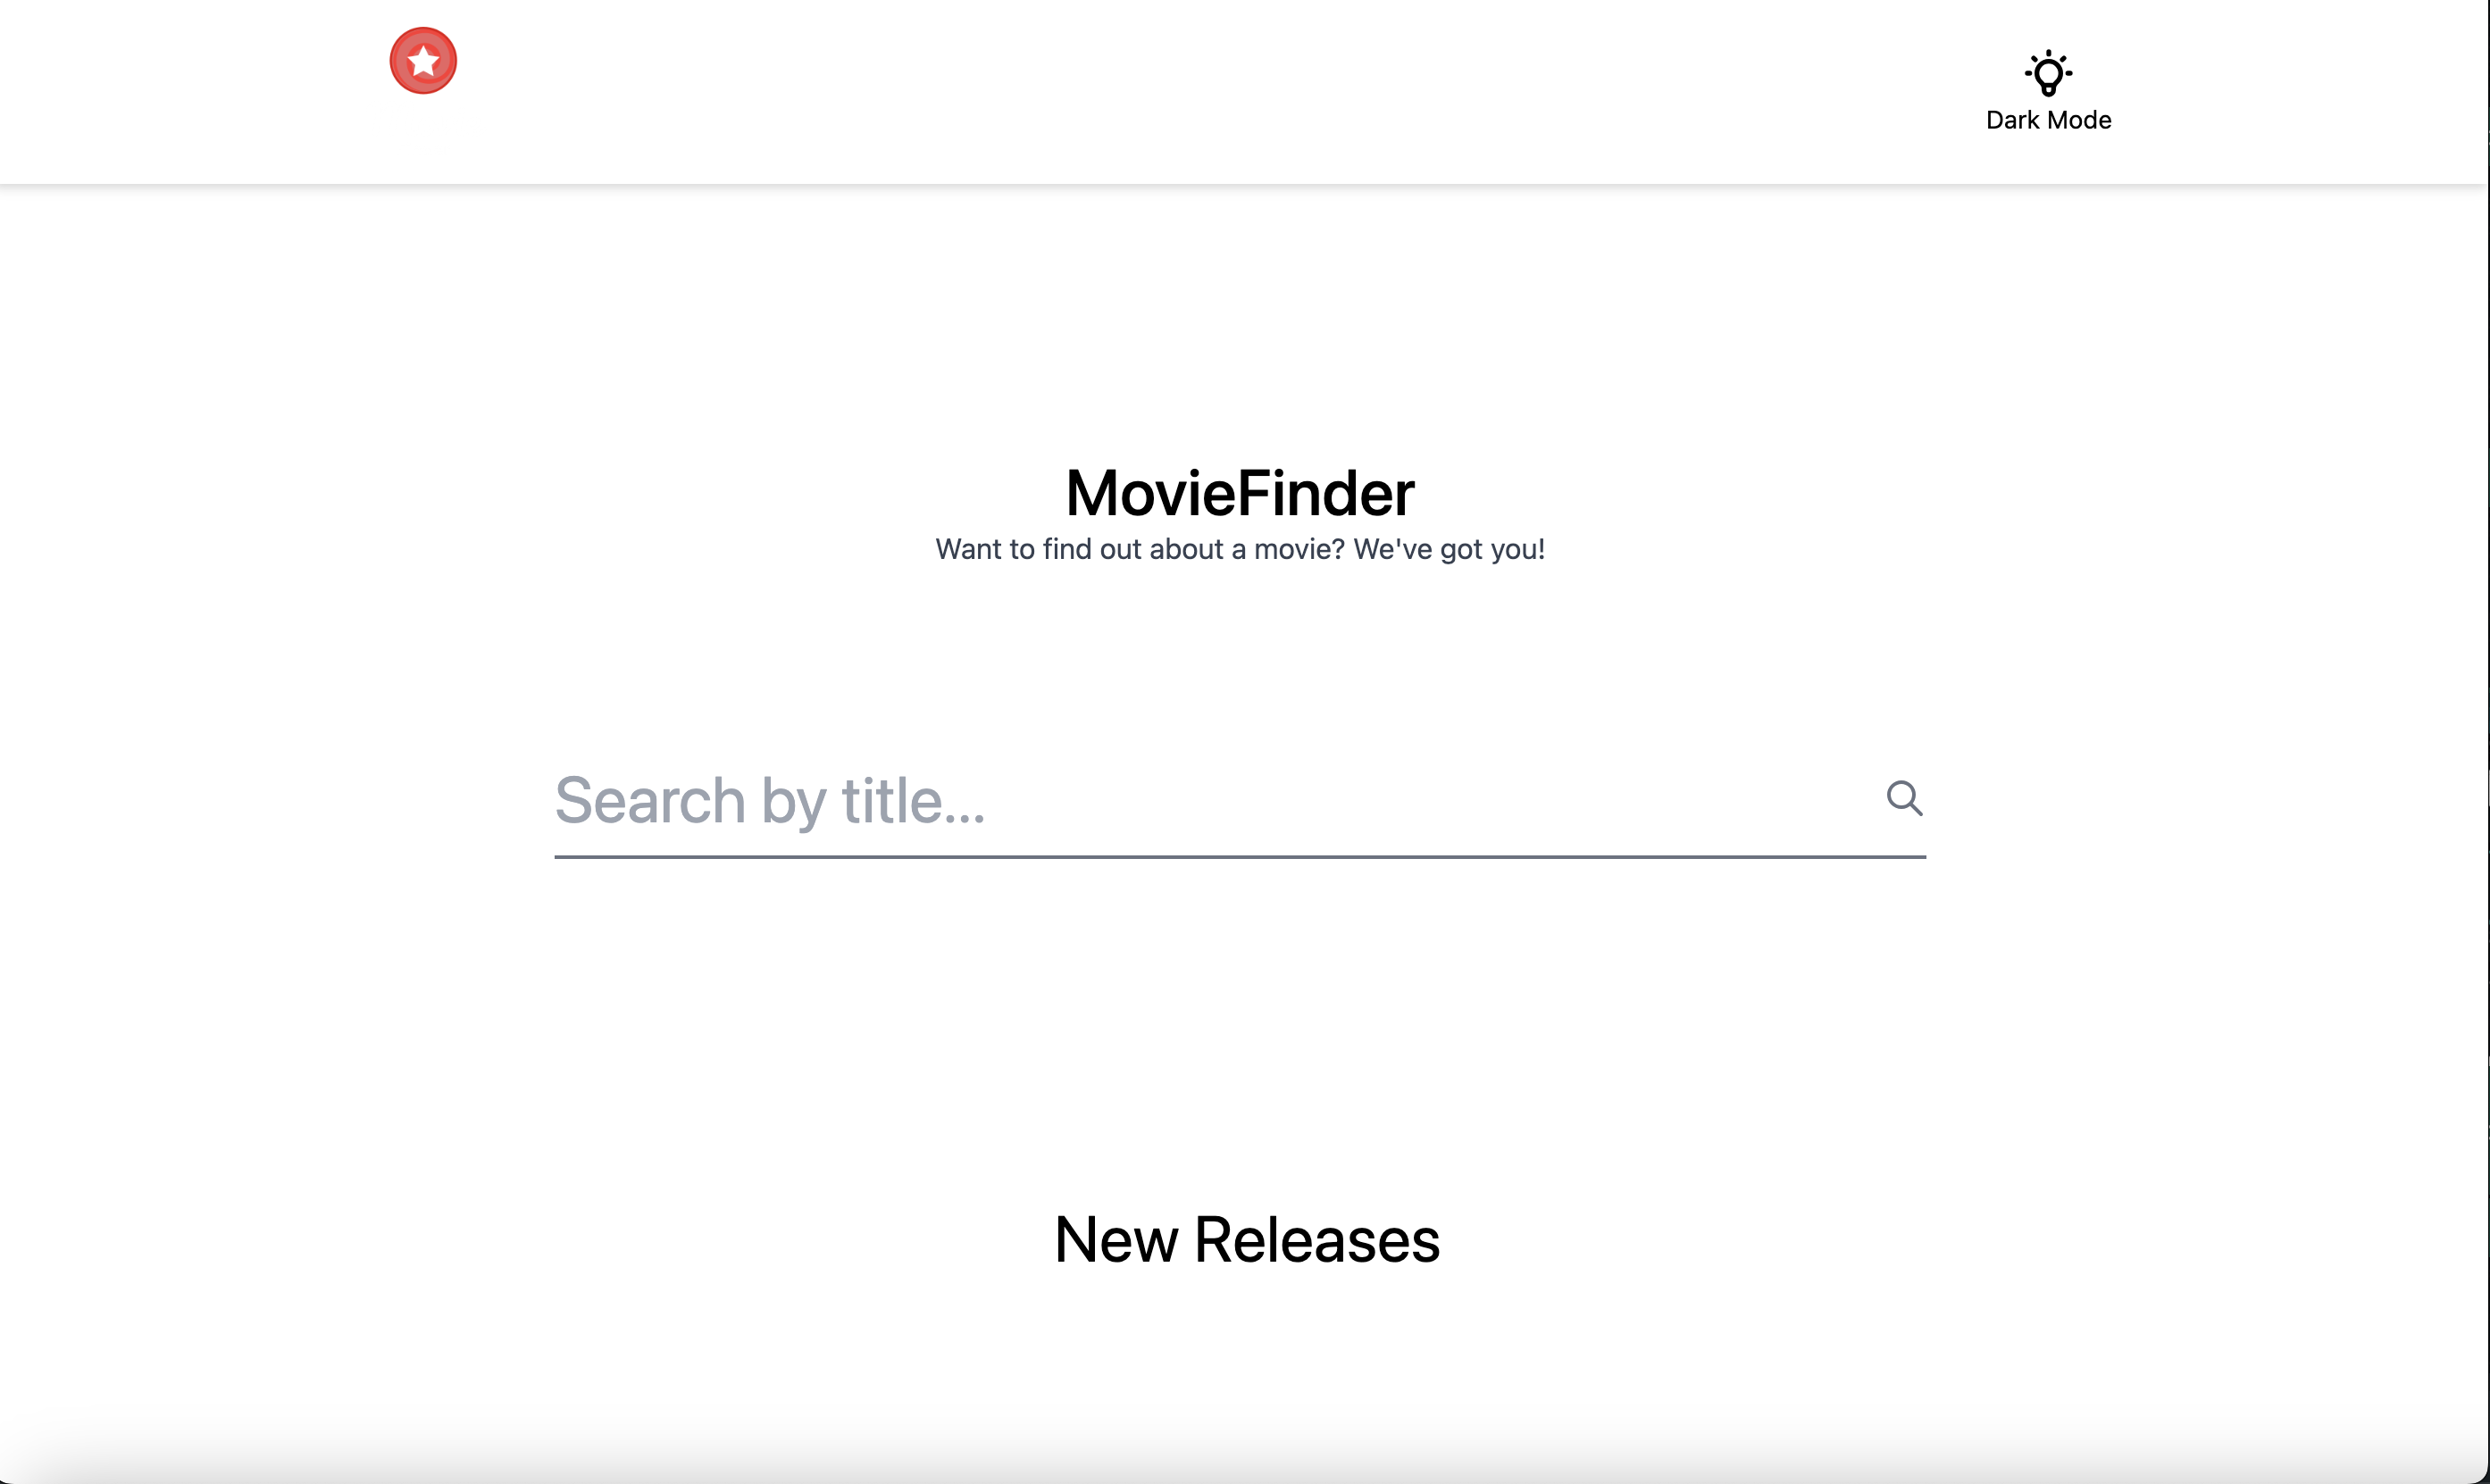 Dark Mode
MovieFinder
Want to find out about a movie? We've got you!
Search by title...
New Releases